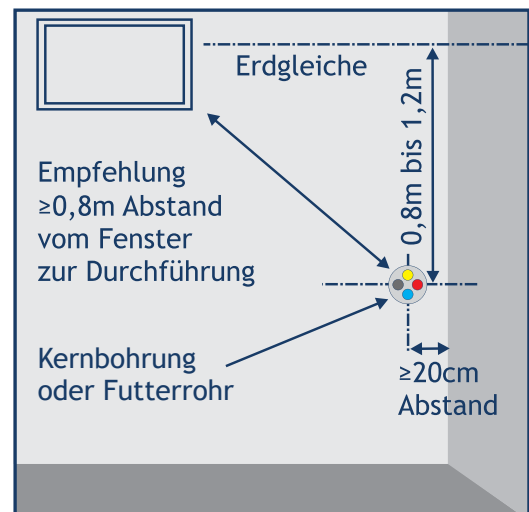 Erdgleiche
0,8m bis 1,2m
Empfehlung
≥0,8m Abstand
vom Fenster
zur Durchführung
Kernbohrung
oder Futterrohr
≥20cm
Abstand